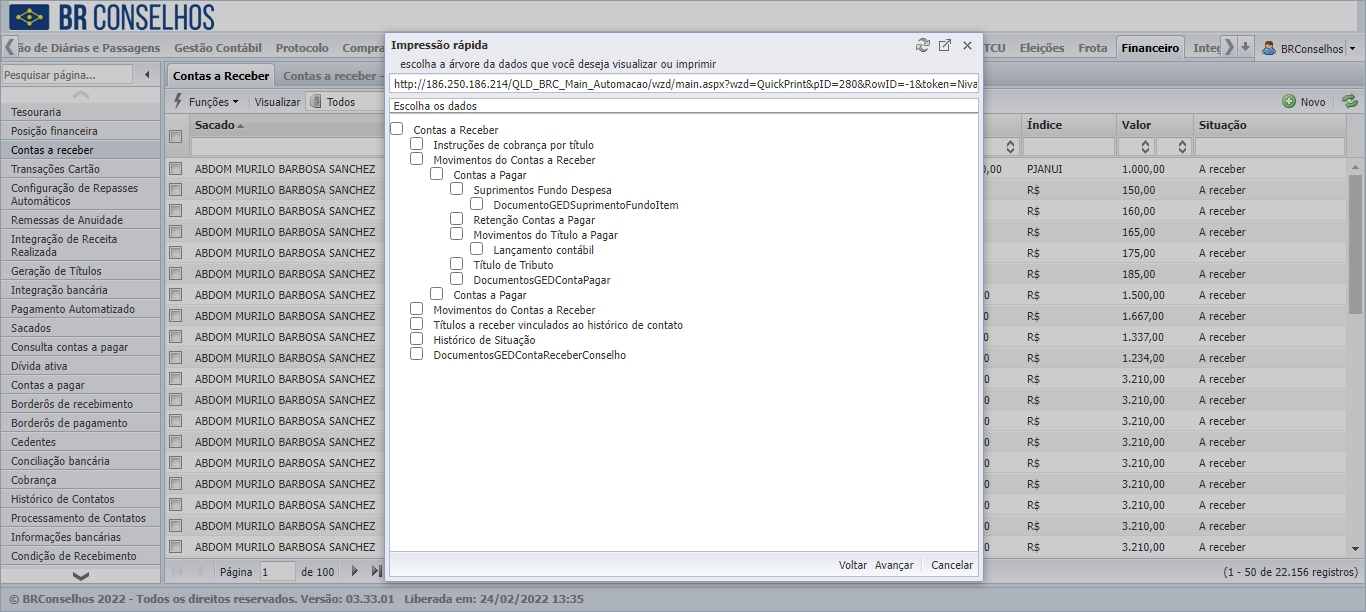 BR CONSELHOS
ão de Diárias e Passagens Gestão Contábil Protocolo Compra TCU Eleições Frota Financeiro Integ BRConselhos
Pesquisar página...
Tesouraria
Posição financeira
Contas a receber
Transações Cartão
Configuração de Repasses
Automáticos
Remessas de Anuidade
Integração de Receita
Realizada
Geração de Títulos
Integração bancária
Pagamento Automatizado
Sacados
Consulta contas a pagar
Dívida ativa
Contas a pagar
Borderôs de recebimento
Borderôs de pagamento
Cedentes
Conciliação bancária
Cobrança
Histórico de Contatos
Processamento de Contatos
Informações bancárias
Condição de Recebimento
Contas a Receber Contas a receber -
Funções Visualizar Todos Novo
Sacado Índice Valor Situação
ABDOM MURILO BARBOSA SANCHEZ 0,00 PJANUI 1.000,00 A receber
ABDOM MURILO BARBOSA SANCHEZ R$ 150,00 A receber
ABDOM MURILO BARBOSA SANCHEZ R$ 160,00 A receber
ABDOM MURILO BARBOSA SANCHEZ R$ 165,00 A receber
ABDOM MURILO BARBOSA SANCHEZ R$ 175,00 A receber
ABDOM MURILO BARBOSA SANCHEZ R$ 185,00 A receber
ABDOM MURILO BARBOSA SANCHEZ 0 R$ 1.500,00 A receber
ABDOM MURILO BARBOSA SANCHEZ 0 R$ 1.667,00 A receber
ABDOM MURILO BARBOSA SANCHEZ 0 R$ 1.337,00 A receber
ABDOM MURILO BARBOSA SANCHEZ 0 R$ 1.234,00 A receber
ABDOM MURILO BARBOSA SANCHEZ 0 R$ 3.210,00 A receber
ABDOM MURILO BARBOSA SANCHEZ 0 R$ 3.210,00 A receber
ABDOM MURILO BARBOSA SANCHEZ 0 R$ 3.210,00 A receber
ABDOM MURILO BARBOSA SANCHEZ 0 R$ 3.210,00 A receber
ABDOM MURILO BARBOSA SANCHEZ 0 R$ 3.210,00 A receber
ABDOM MURILO BARBOSA SANCHEZ 0 R$ 3.210,00 A receber
ABDOM MURILO BARBOSA SANCHEZ 0 R$ 3.210,00 A receber
ABDOM MURILO BARBOSA SANCHEZ 0 R$ 3.210,00 A receber
ABDOM MURILO BARBOSA SANCHEZ 0 R$ 3.210,00 A receber
Página 1 de 100 (1 - 50 de 22.156 registros)
Impressão rápida
escolha a árvore da dados que você deseja visualizar ou imprimir
http://186.250.186.214/QLD_BRC_Main_Automacao/wzd/main.aspx?wzd=QuickPrint&pID=280&RowID=-1&token=Niva
Escolha os dados
Contas a Receber
Instruções de cobrança por título
Movimentos do Contas a Receber
Contas a Pagar
Suprimentos Fundo Despesa
DocumentoGEDSuprimentoFundoItem
Retenção Contas a Pagar
Movimentos do Título a Pagar
Lançamento contábil
Título de Tributo
DocumentosGEDContaPagar
Contas a Pagar
Movimentos do Contas a Receber
Títulos a receber vinculados ao histórico de contato
Histórico de Situação
DocumentosGEDContaReceberConselho
Voltar Avançar Cancelar
© BRConselhos 2022 - Todos os direitos reservados. Versão: 03.33.01 Liberada em: 24/02/2022 13:35